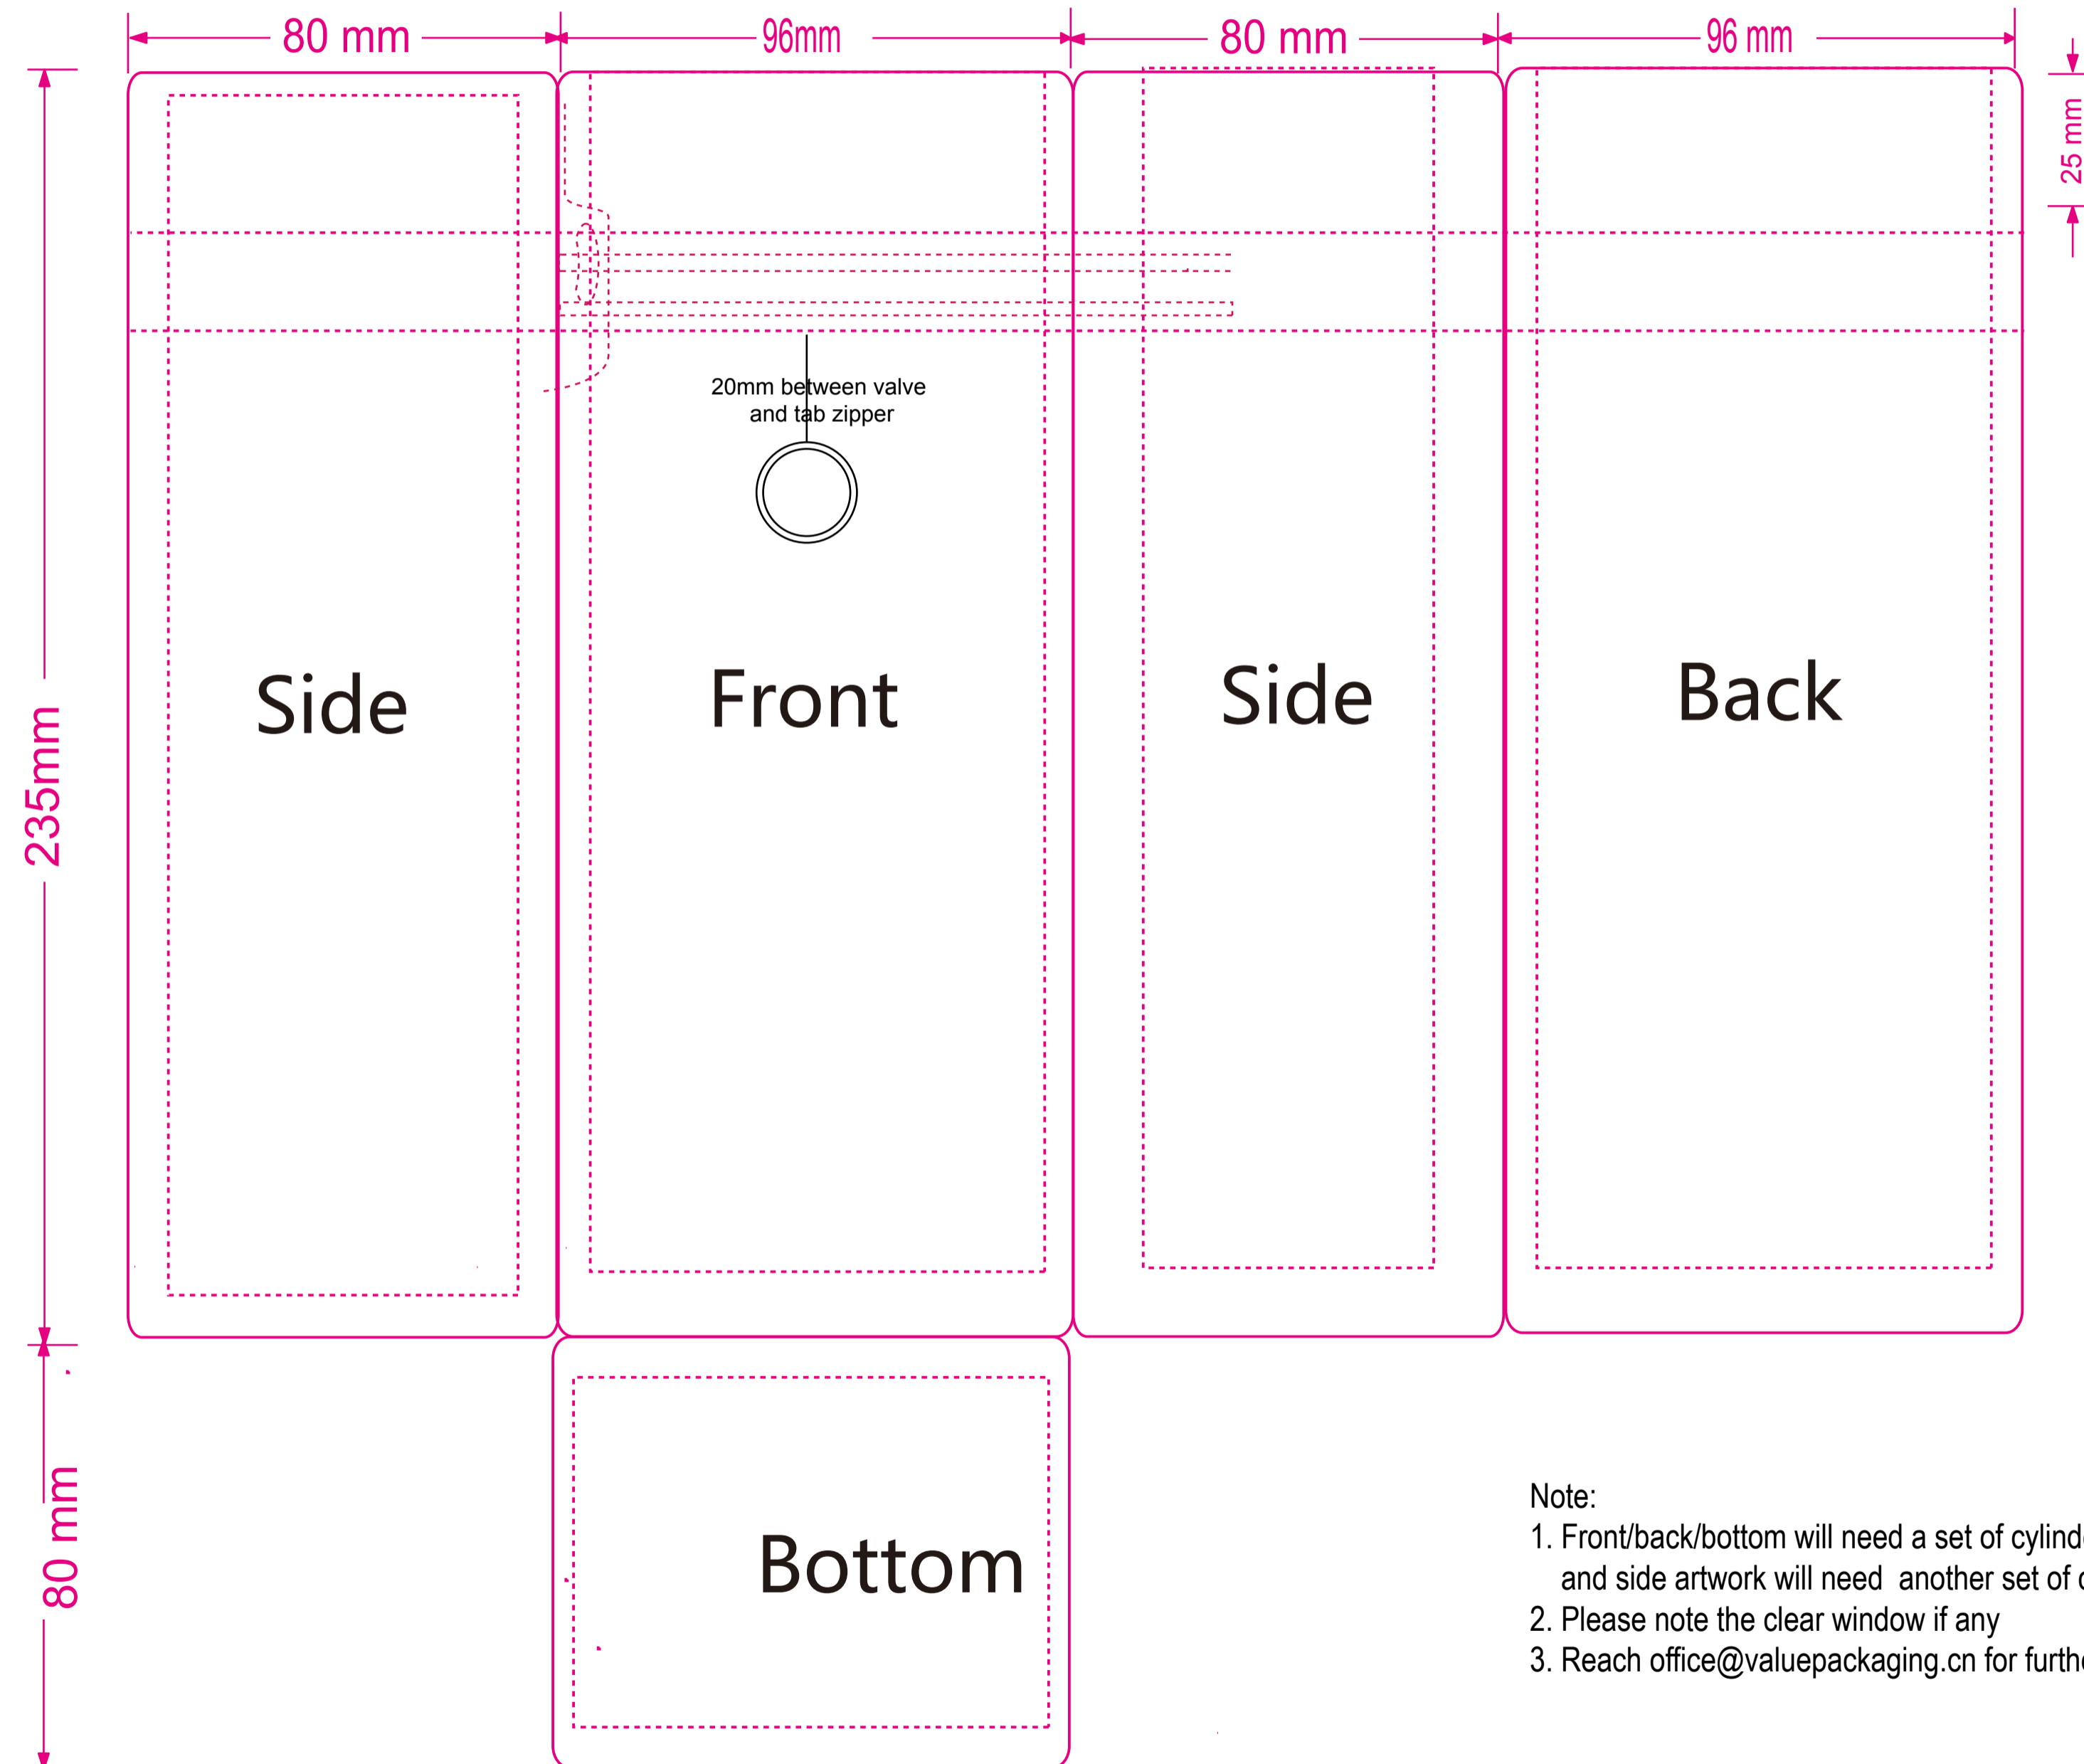 80 mm
96mm
80 mm
96 mm
25 mm
20mm between valve
and tab zipper
Side
Front
Side
Back
235mm
80 mm
Bottom
Note:
1. Front/back/bottom will need a set of
and side artwork will need another set of
2. Please note the clear window if any
3. Reach office@valuepackaging.cn for